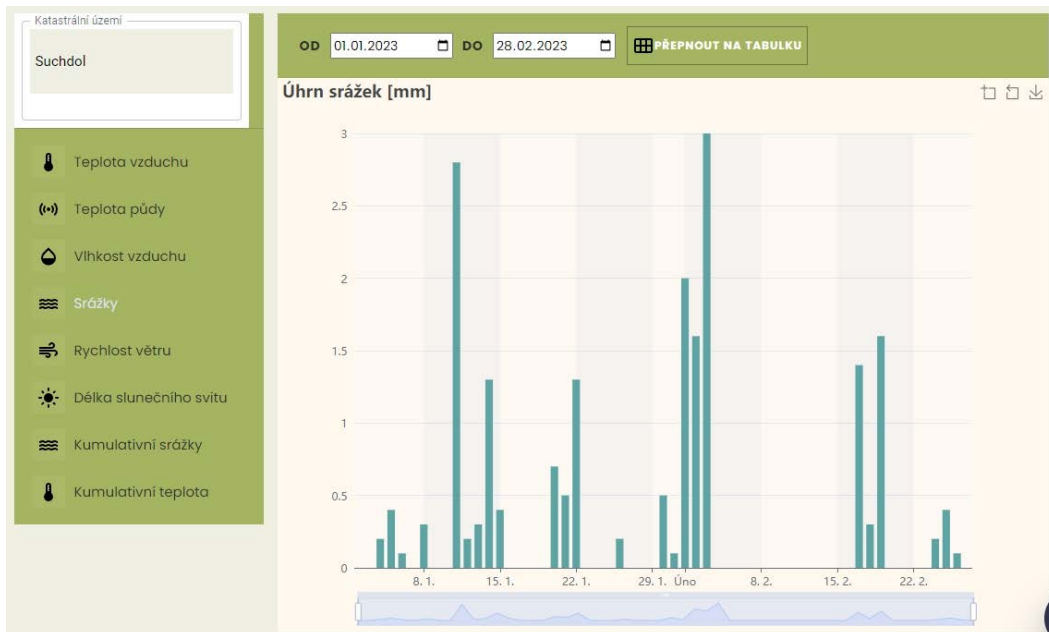 Katastrální území
Suchdol
OD 01.01.2023 DO 28.02.2023 PŘEPNOUT NA TABULKU
Úhrn srážek [mm]
Teplota vzduchu
Teplota půdy
Vlhkost vzduchu
Srážky
Rychlost větru
Délka slunečního svitu
Kumulativní srážky
Kumulativní teplota
3
2.5
2
1.5
1
0.5
0
8. 1. 15. 1. 22. 1. 29. 1. Úno 8. 2. 15. 2. 22. 2.